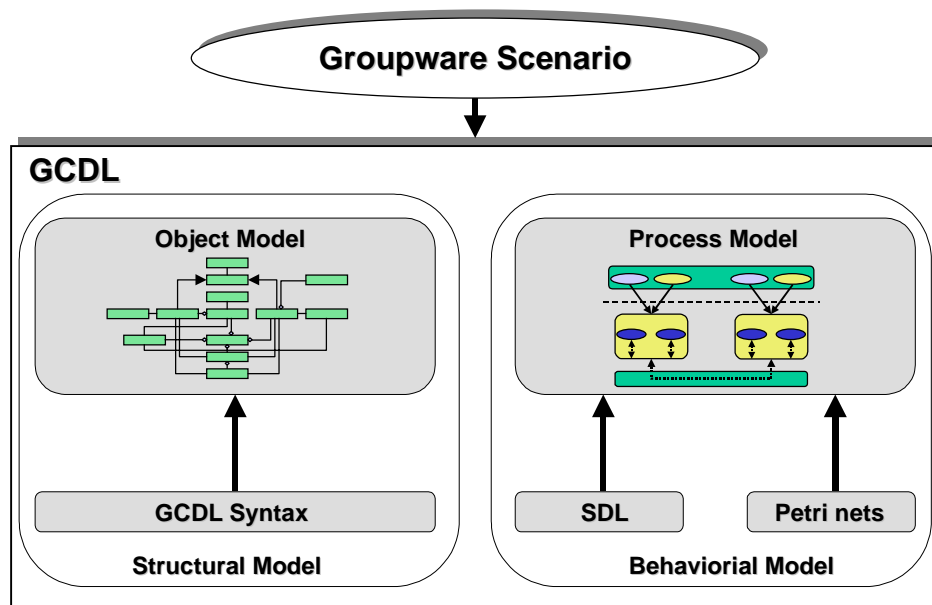 Groupware Scenario
GCDL
Object Model
Process Model
GCDL Syntax
SDL
Petri nets
Structural Model
Behaviorial Model